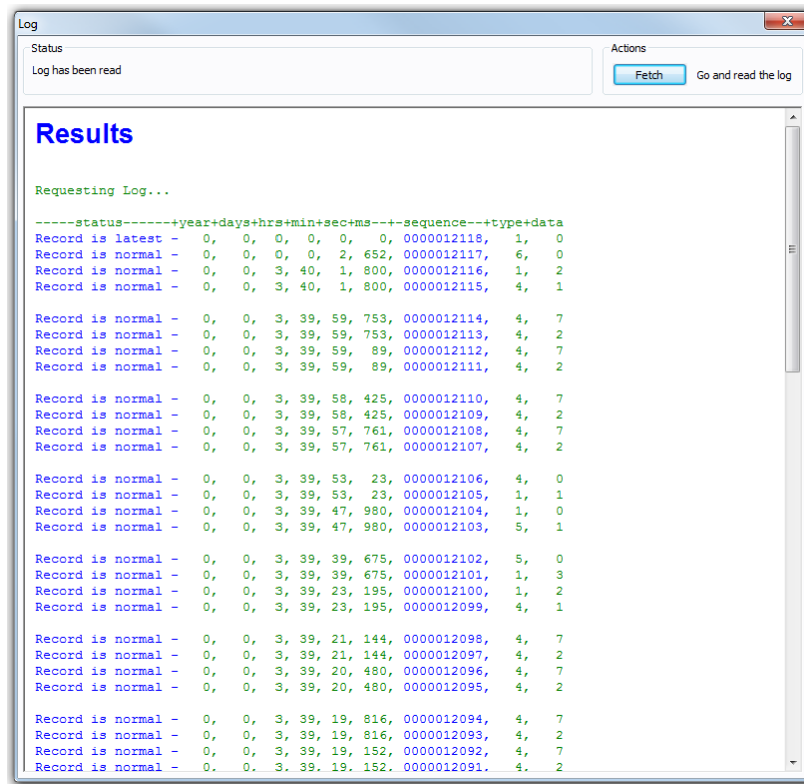 Log
Status
Log has been read
Actions
Fetch Go and read the log
Results
Requesting Log...
-----status------+year+days+hrs+min+sec+ms--+-sequence--+type+data
Record is latest -   0,   0,  0,  0,  0,   0, 0000012118,   1,   0
Record is normal -   0,   0,  0,  0,  2, 652, 0000012117,   6,   0
Record is normal -   0,   0,  3, 40,  1, 800, 0000012116,   1,   2
Record is normal -   0,   0,  3, 40,  1, 800, 0000012115,   4,   1
Record is normal -   0,   0,  3, 39, 59, 753, 0000012114,   4,   7
Record is normal -   0,   0,  3, 39, 59, 753, 0000012113,   4,   2
Record is normal -   0,   0,  3, 39, 59,  89, 0000012112,   4,   7
Record is normal -   0,   0,  3, 39, 59,  89, 0000012111,   4,   2
Record is normal -   0,   0,  3, 39, 58, 425, 0000012110,   4,   7
Record is normal -   0,   0,  3, 39, 58, 425, 0000012109,   4,   2
Record is normal -   0,   0,  3, 39, 57, 761, 0000012108,   4,   7
Record is normal -   0,   0,  3, 39, 57, 761, 0000012107,   4,   2
Record is normal -   0,   0,  3, 39, 53,  23, 0000012106,   4,   0
Record is normal -   0,   0,  3, 39, 53,  23, 0000012105,   1,   1
Record is normal -   0,   0,  3, 39, 47, 980, 0000012104,   1,   0
Record is normal -   0,   0,  3, 39, 47, 980, 0000012103,   5,   1
Record is normal -   0,   0,  3, 39, 39, 675, 0000012102,   5,   0
Record is normal -   0,   0,  3, 39, 39, 675, 0000012101,   1,   3
Record is normal -   0,   0,  3, 39, 23, 195, 0000012100,   1,   2
Record is normal -   0,   0,  3, 39, 23, 195, 0000012099,   4,   1
Record is normal -   0,   0,  3, 39, 21, 144, 0000012098,   4,   7
Record is normal -   0,   0,  3, 39, 21, 144, 0000012097,   4,   2
Record is normal -   0,   0,  3, 39, 20, 480, 0000012096,   4,   7
Record is normal -   0,   0,  3, 39, 20, 480, 0000012095,   4,   2
Record is normal -   0,   0,  3, 39, 19, 816, 0000012094,   4,   7
Record is normal -   0,   0,  3, 39, 19, 816, 0000012093,   4,   2
Record is normal -   0,   0,  3, 39, 19, 152, 0000012092,   4,   7
Record is normal -   0,   0,  3, 39, 19, 152, 0000012091,   4,   2